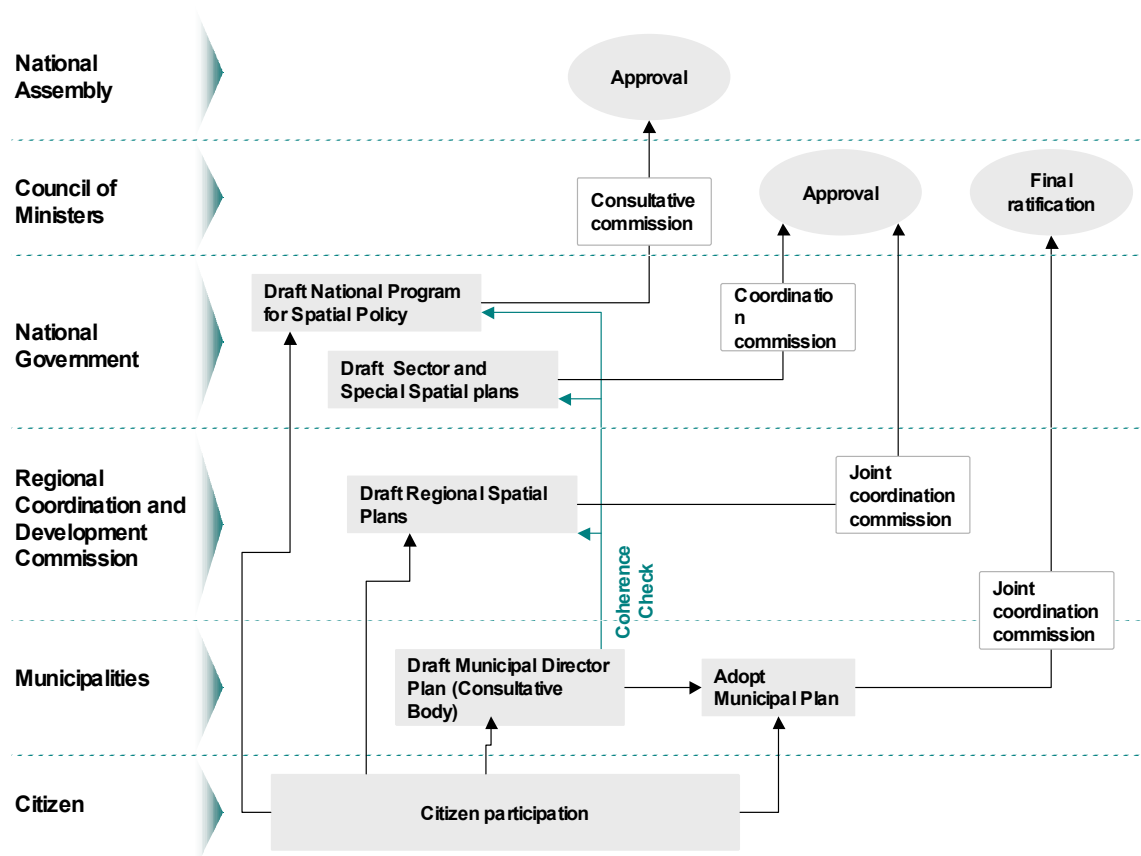 National
Assembly
Approval
Council of
Ministers
Consultative
commission
Approval
Final
ratification
National
Government
Draft National Program
for Spatial Policy
Coordinatio
n
commission
Draft  Sector and
Special Spatial plans
Regional
Coordination and
Development
Commission
Draft Regional Spatial
Plans
Joint
coordination
commission
Coherence
Check
Joint
coordination
commission
Municipalities
Draft Municipal Director
Plan (Consultative
Body)
Adopt
Municipal Plan
Citizen
Citizen participation